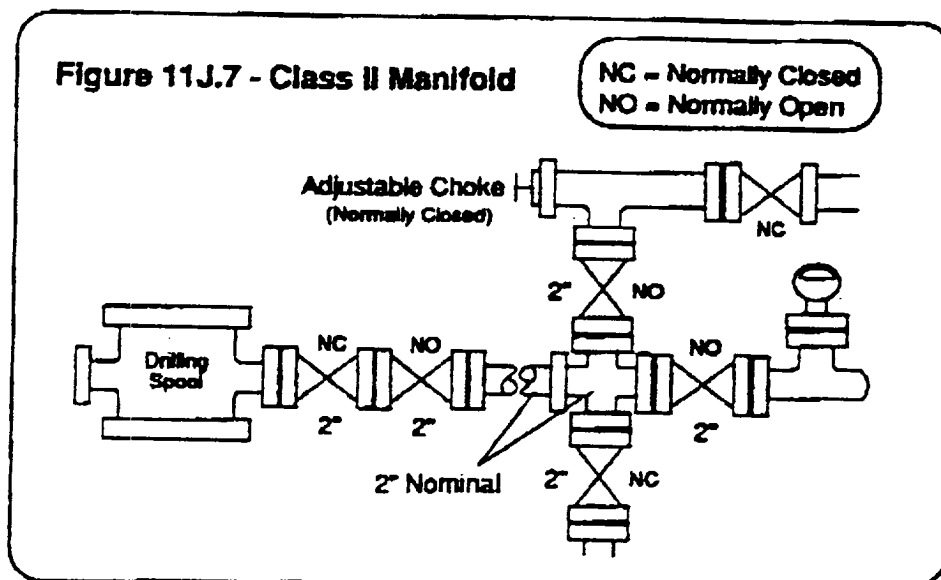 Figure 11J.7 - Class II Manifold
NC = Normally Closed
NO = Normally Open
Adjustable Choke
(Normally Closed)
NC
2" NO
Drilling
Spool
NC NO
2" 2"
NO
2"
2" Nominal
2" NC